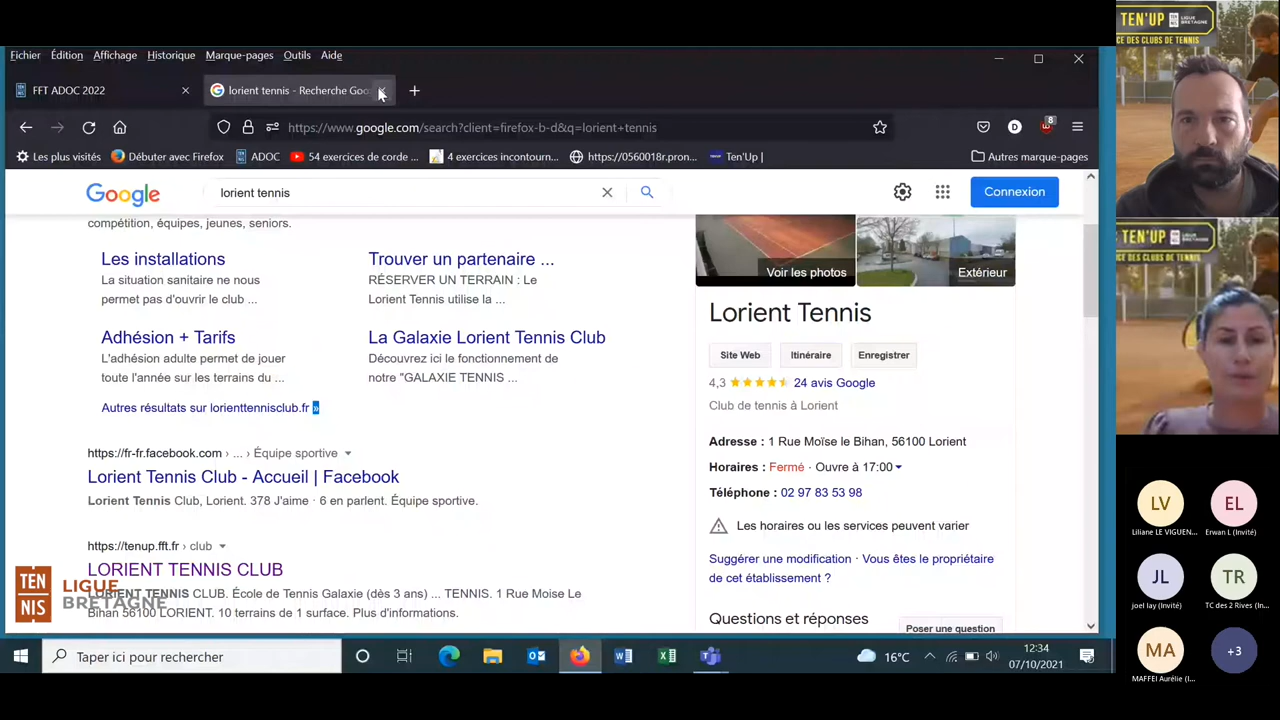 Fichier Édition Affichage Historique Marque-pages Outils Aide
FFT ADOC 2022
lorient tennis - Recherche Goo
https://www.google.com/search?client=firefox-b-d&q=lorient+tennis
D
8
Les plus visités Débuter avec Firefox ADOC 54 exercices de corde ... 4 exercices incontourn... https://0560018r.pron... Ten'Up | Autres marque-pages
Google
lorient tennis
Connexion
compétition, équipes, jeunes, seniors.
Les installations
La situation sanitaire ne nous
permet pas d'ouvrir le club ...
Trouver un partenaire ...
RÉSERVER UN TERRAIN : Le
Lorient Tennis utilise la ...
Adhésion + Tarifs
L'adhésion adulte permet de jouer
toute l'année sur les terrains du ...
La Galaxie Lorient Tennis Club
Découvrez ici le fonctionnement de
notre "GALAXIE TENNIS ...
Autres résultats sur lorienttennisclub.fr »
https://fr-fr.facebook.com › ... › Équipe sportive
Lorient Tennis Club - Accueil | Facebook
Lorient Tennis Club, Lorient. 378 J'aime · 6 en parlent. Équipe sportive.
https://tenup.fft.fr › club
LORIENT TENNIS CLUB
LORIENT TENNIS CLUB. École de Tennis Galaxie (dès 3 ans) ... TENNIS. 1 Rue Moise Le
Bihan 56100 LORIENT. 10 terrains de 1 surface. Plus d'informations.
TEN
NIS
LIGUE
BRETAGNE
Voir les photos
Extérieur
Lorient Tennis
Site Web
Itinéraire
Enregistrer
4,3 24 avis Google
Club de tennis à Lorient
Adresse : 1 Rue Moïse le Bihan, 56100 Lorient
Horaires : Fermé · Ouvre à 17:00
Téléphone : 02 97 83 53 98
Les horaires ou les services peuvent varier
Suggérer une modification · Vous êtes le propriétaire
de cet établissement ?
Questions et réponses
Poser une question
Taper ici pour rechercher
16°C
12:34
07/10/2021
TEN'UP
TENNIS
LIGUE
BRETAGNE
CE DES CLUBS DE TENNIS
TEN'UP
TENNIS
LIGUE
BRETAGNE
CE DES CLUBS DE TENNIS
LV
Liliane LE VIGUEN...
EL
Erwan L (Invité)
JL
joel lay (Invité)
TR
TC des 2 Rives (In...
MA
MAFFEI Aurélie (I...
+3